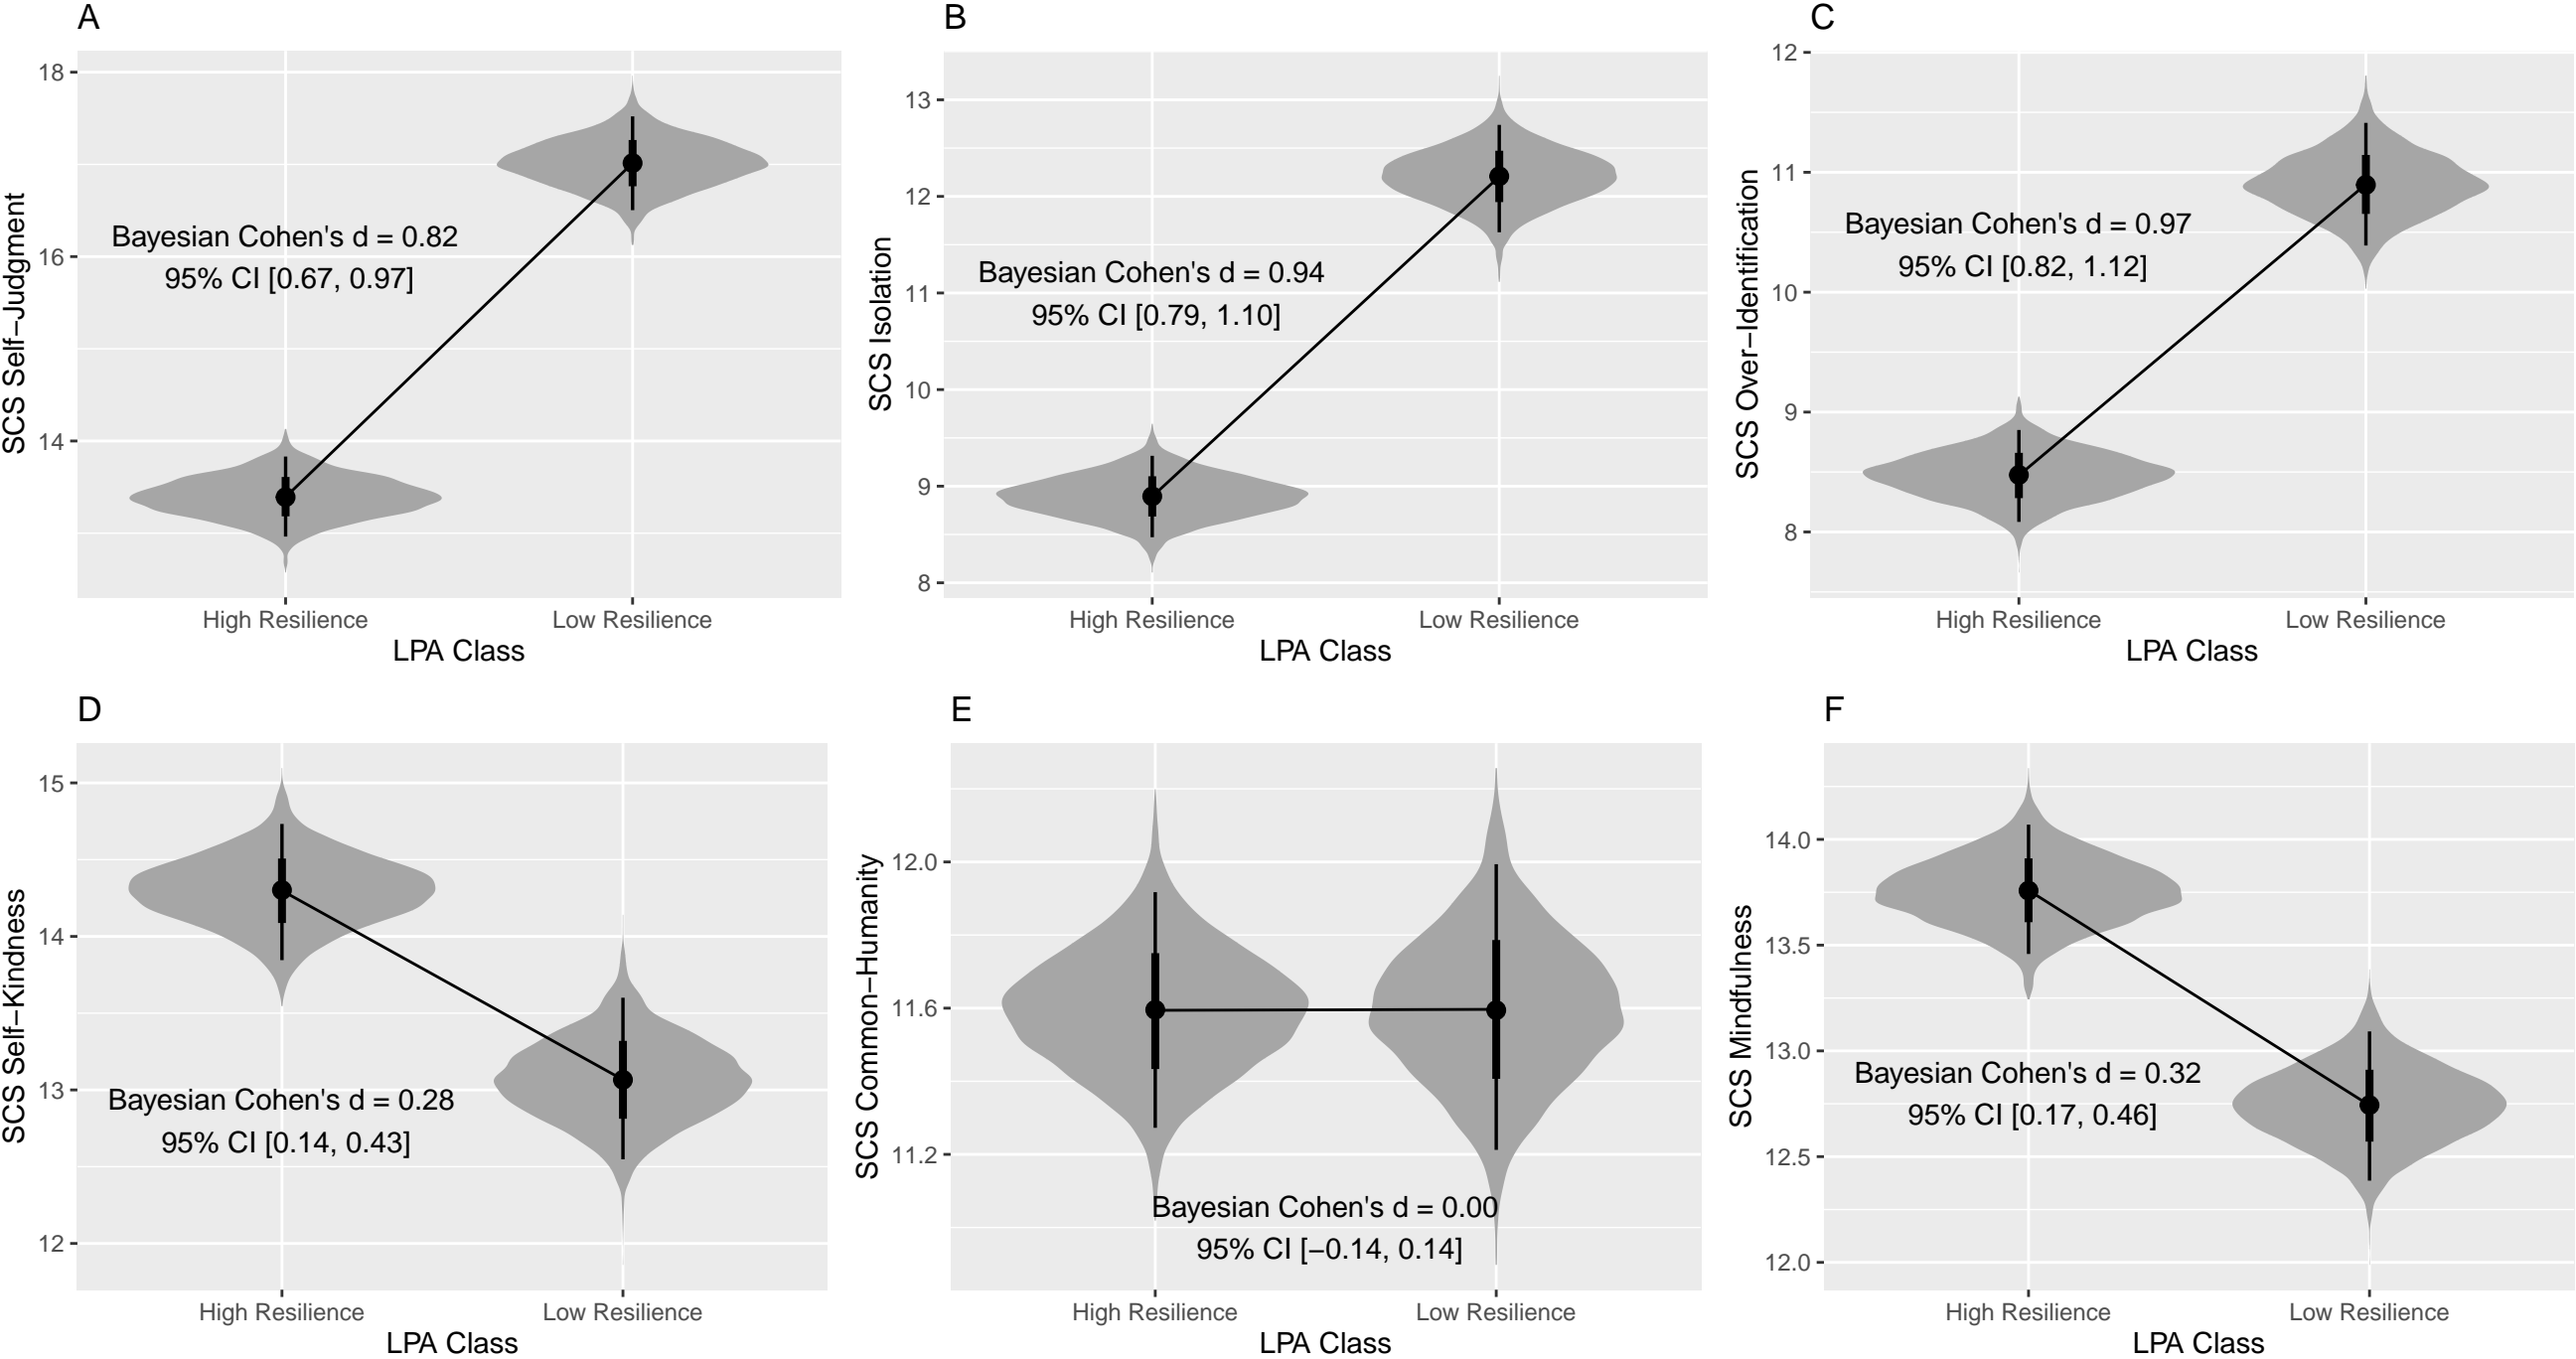 A
SCS Self−Judgment
18
16
14
Bayesian Cohen's d = 0.82
95% CI [0.67, 0.97]
High Resilience
Low Resilience
LPA Class
B
SCS Isolation
13
12
11
10
9
8
Bayesian Cohen's d = 0.94
95% CI [0.79, 1.10]
High Resilience
Low Resilience
LPA Class
C
SCS Over−Identification
12
11
10
9
8
Bayesian Cohen's d = 0.97
95% CI [0.82, 1.12]
High Resilience
Low Resilience
LPA Class
D
SCS Self−Kindness
15
14
13
12
Bayesian Cohen's d = 0.28
95% CI [0.14, 0.43]
High Resilience
Low Resilience
LPA Class
E
SCS Common−Humanity
12.0
11.6
11.2
Bayesian Cohen's d = 0.00
95% CI [−0.14, 0.14]
High Resilience
Low Resilience
LPA Class
F
SCS Mindfulness
14.0
13.5
13.0
12.5
12.0
Bayesian Cohen's d = 0.32
95% CI [0.17, 0.46]
High Resilience
Low Resilience
LPA Class